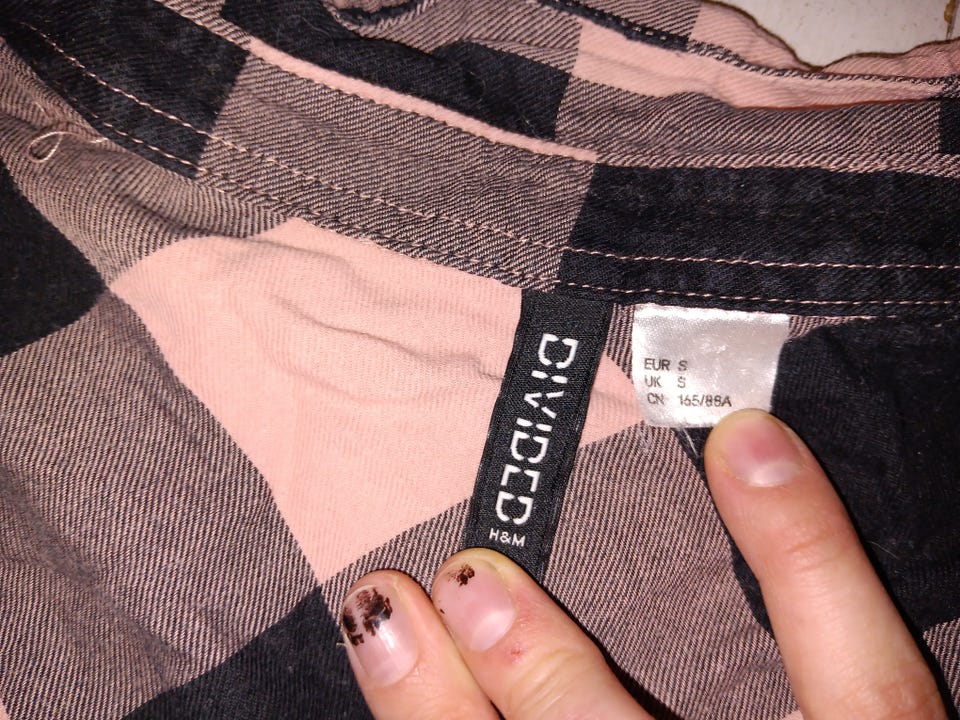 DIVIDED
H&M
EUR S
UK S
CN 165/88A